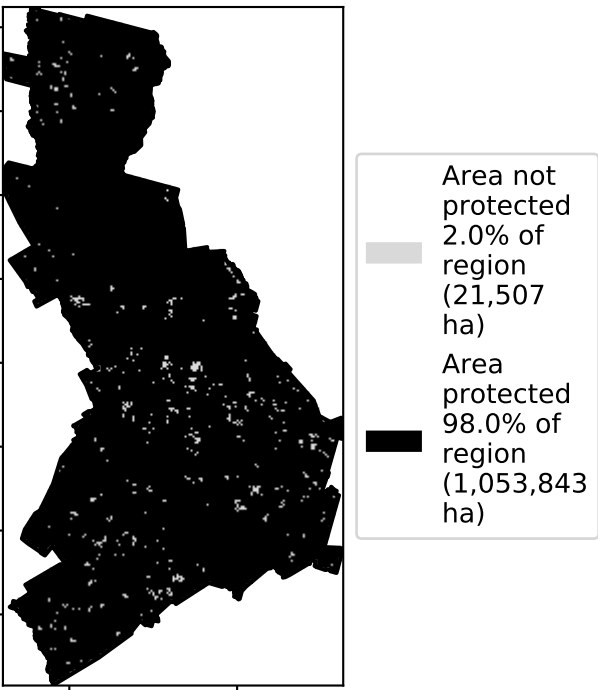 Area not
protected
2.0% of
region
(21,507
ha)
Area
protected
98.0% of
region
(1,053,843
ha)